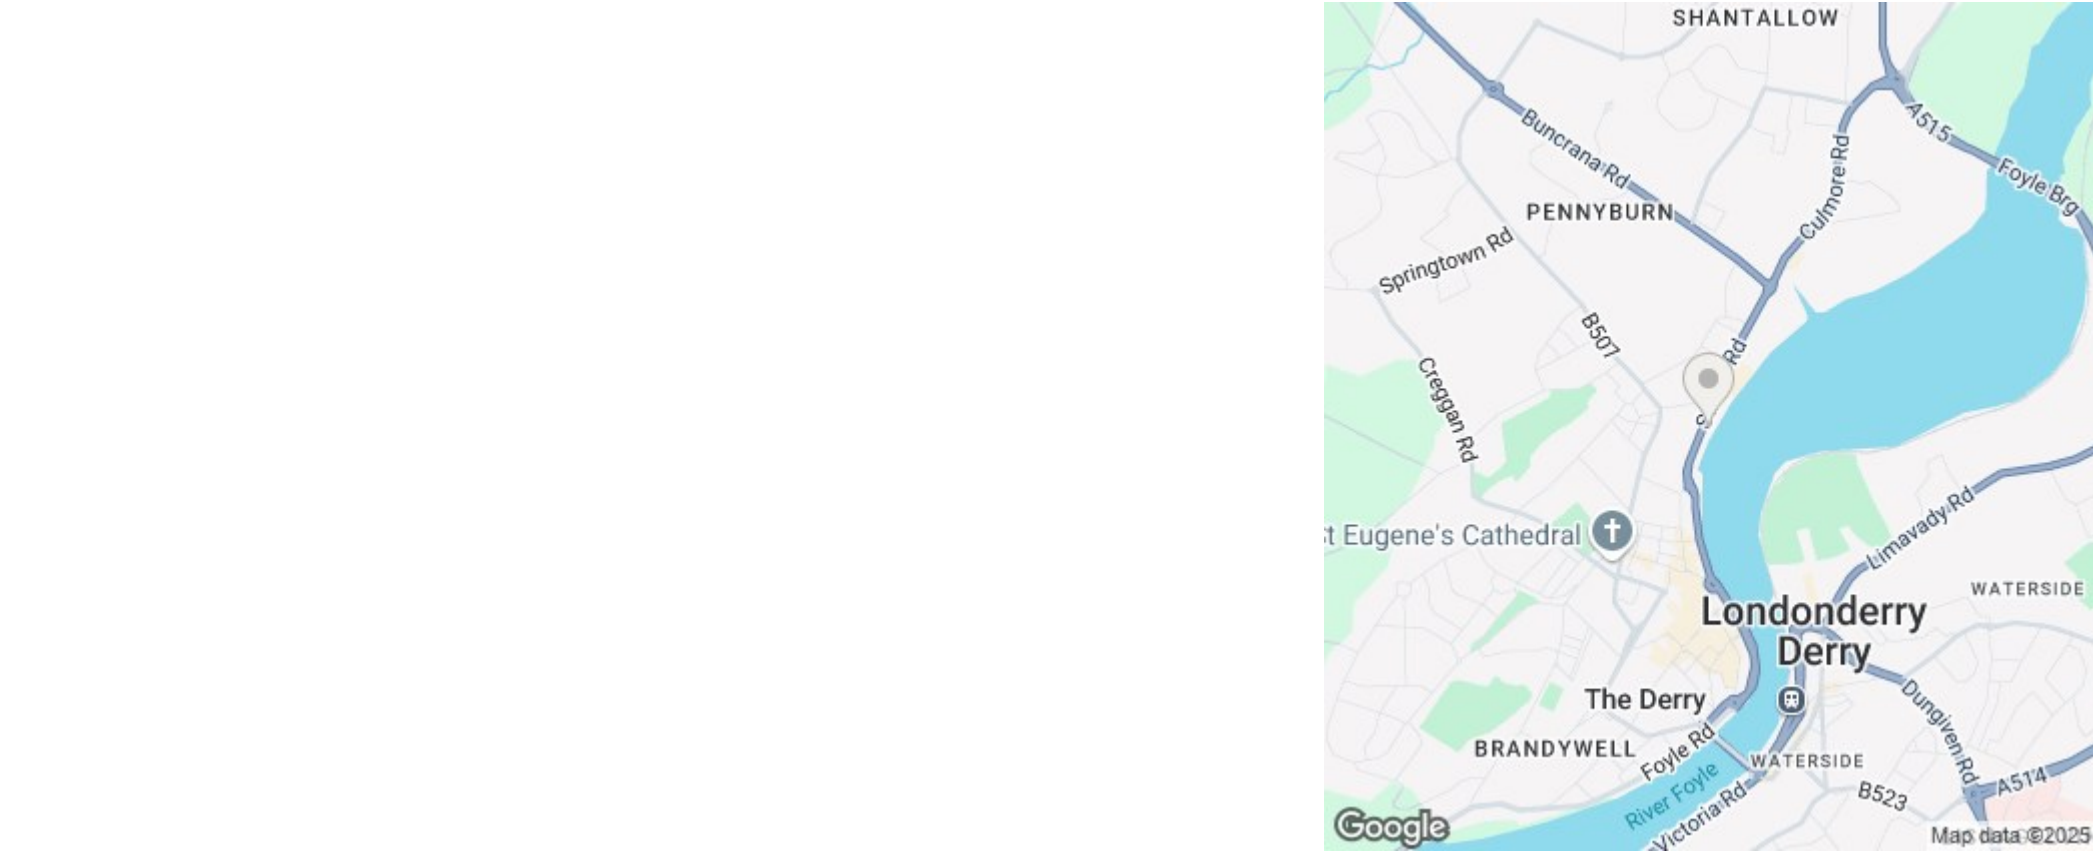 SHANTALLOW
A515
Buncrana Rd
Culmore Rd
Foyle Brg
PENNYBURN
Springtown Rd
B507
Rd
Creggan Rd
St Eugene's Cathedral
Limavady Rd
WATERSIDE
Londonderry
Derry
The Derry
Dungiven Rd
BRANDYWELL
Foyle Rd
WATERSIDE
River Foyle
Victoria Rd
B523
A514
Google
Map data ©2025